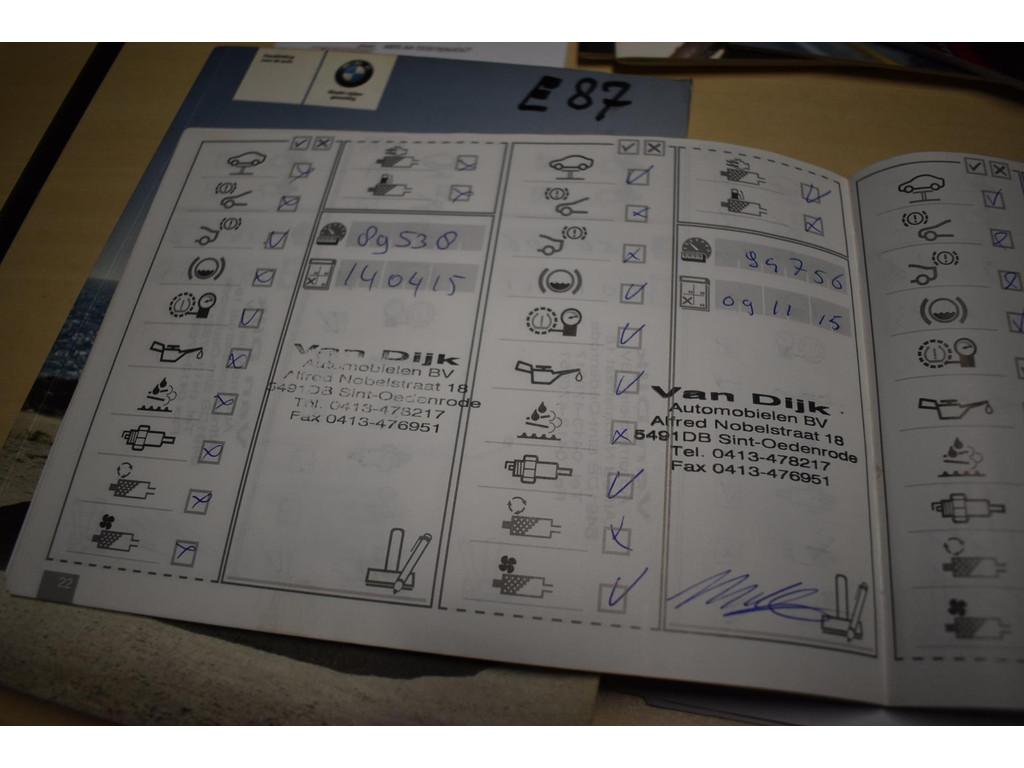 E 87
89538
140415
Van Dijk
Automobielen BV
Alfred Nobelstraat 18
5491DB Sint-Oedenrode
Tel. 0413-478217
Fax 0413-476951
22
94756
09 11 15
Van Dijk
Automobielen BV
Alfred Nobelstraat 18
5491DB Sint-Oedenrode
Tel. 0413-478217
Fax 0413-476951